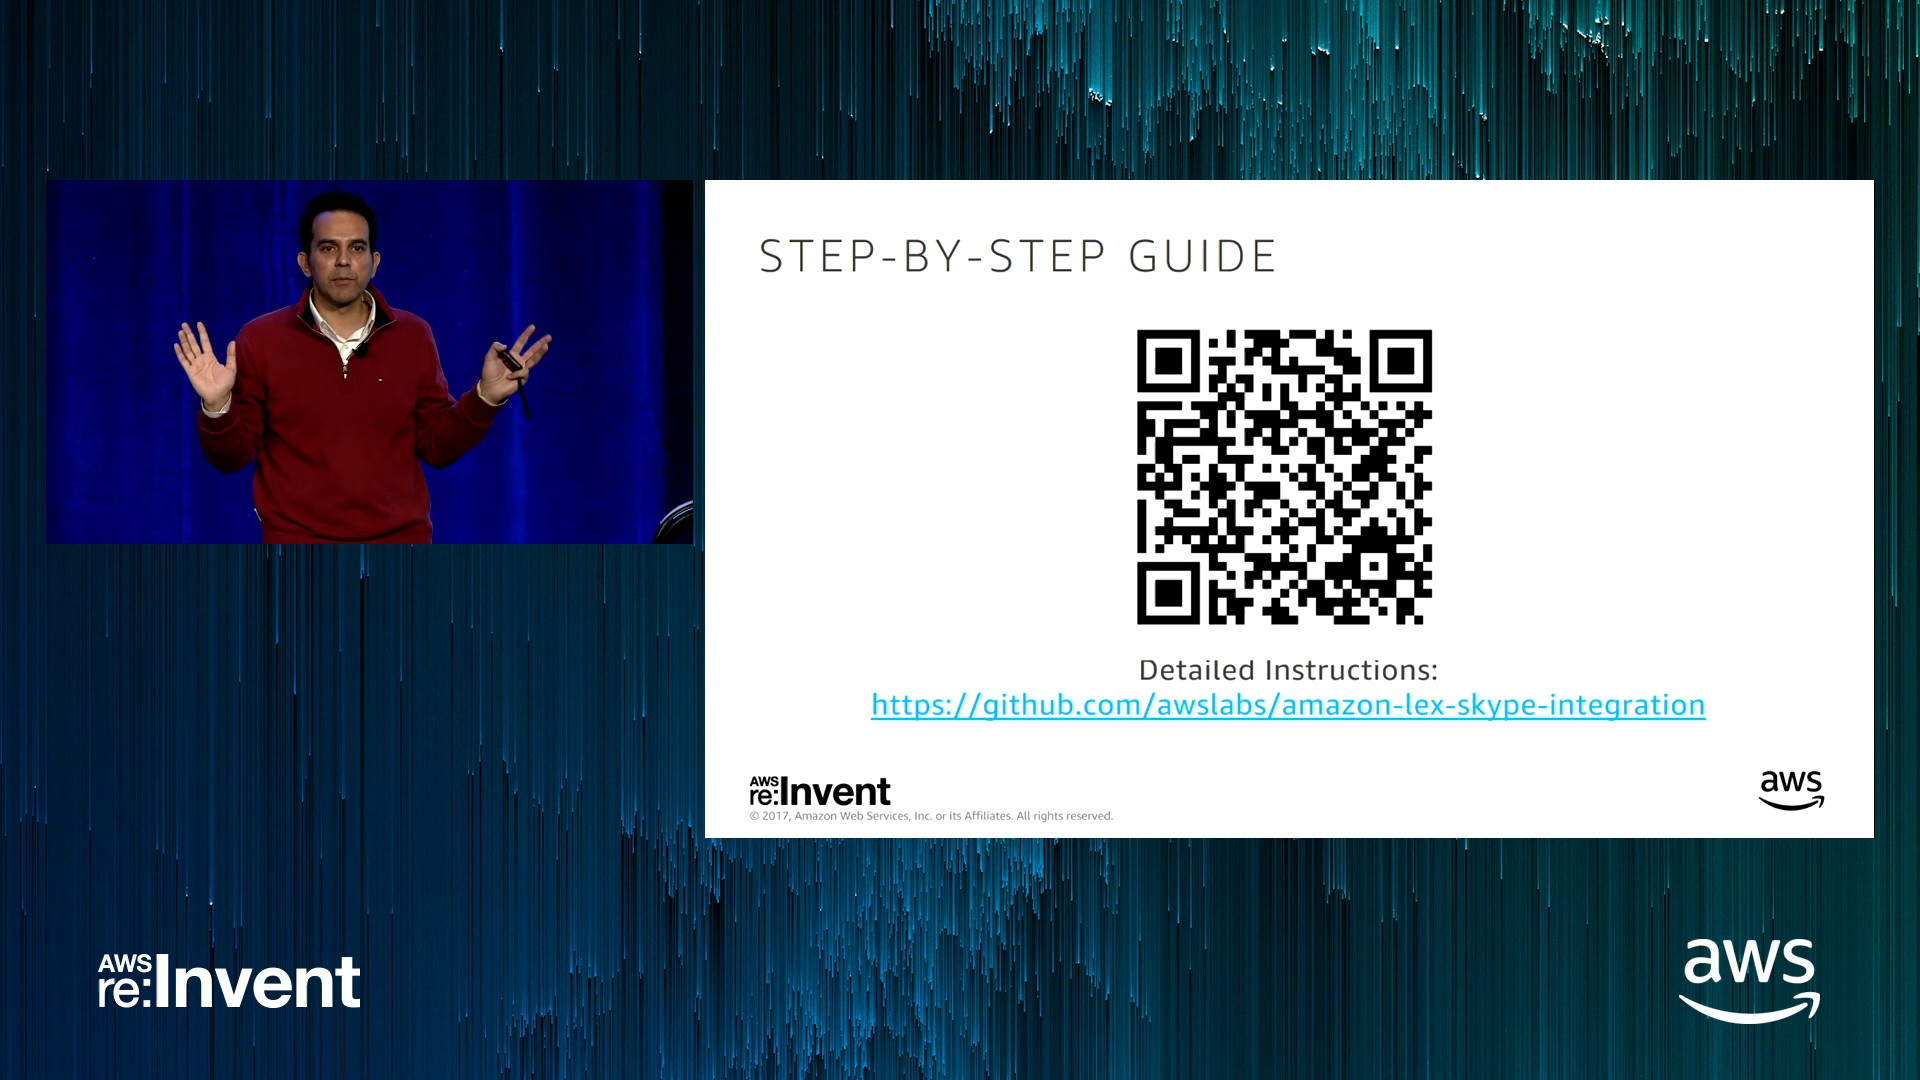 STEP-BY-STEP GUIDE
Detailed Instructions:
https://github.com/awslabs/amazon-lex-skype-integration
AWS
re:Invent
© 2017, Amazon Web Services, Inc. or its Affiliates. All rights reserved.
aws
AWS
re:Invent
aws